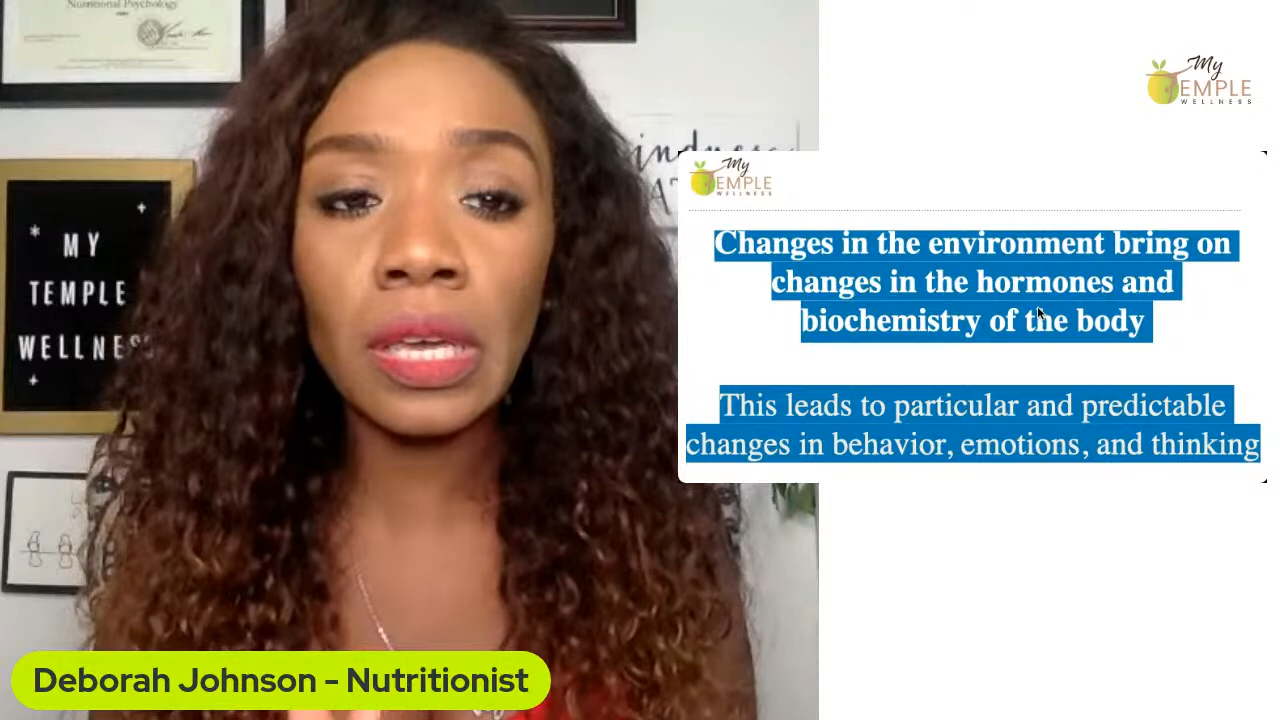 Nutritional Psychology
indness
My
TEMPLE
WELLNESS
* MY
TEMPLE
WELLNESS
My
TEMPLE
WELLNESS
Changes in the environment bring on
changes in the hormones and
biochemistry of the body
This leads to particular and predictable
changes in behavior, emotions, and thinking
Deborah Johnson - Nutritionist